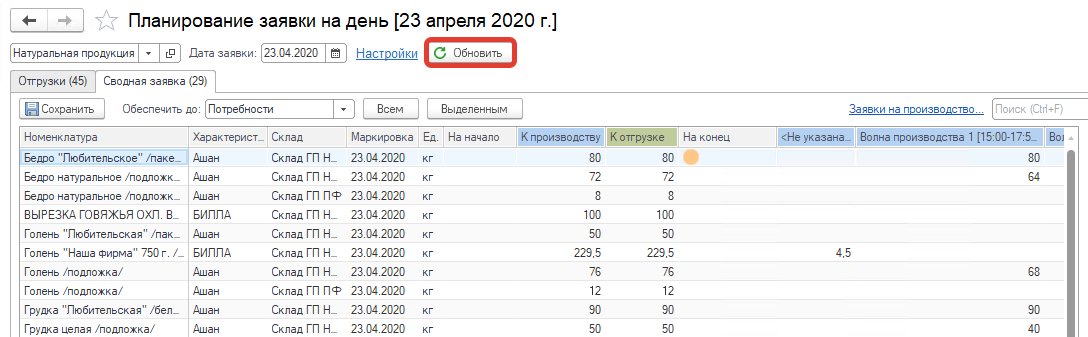 Планирование заявки на день [23 апреля 2020 г.]
Натуральная продукция Дата заявки: 23.04.2020 Настройки Обновить
Отгрузки (45) Сводная заявка (29)
Сохранить Обеспечить до: Потребности Всем Выделенным Заявки на производство... Поиск (Ctrl+F)
Номенклатура Характерист... Склад Маркировка Ед. На начало К производству К отгрузке На конец <Не указана... Волна производства 1 [15:00-17:5... Вол
Бедро "Любительское" /паке... Ашан Склад ГП Н... 23.04.2020 кг 80 80 80
Бедро натуральное /подложк... Ашан Склад ГП Н... 23.04.2020 кг 72 72 64
Бедро натуральное /подложк... Ашан Склад ГП ПФ 23.04.2020 кг 8 8
ВЫРЕЗКА ГОВЯЖЬЯ ОХЛ. В... БИЛЛА Склад ГП Н... 23.04.2020 кг 100 100
Голень "Любительская" /пак... Ашан Склад ГП Н... 23.04.2020 кг 50 50
Голень "Наша фирма" 750 г. /... БИЛЛА Склад ГП Н... 23.04.2020 кг 229,5 229,5 4,5
Голень /подложка/ Ашан Склад ГП Н... 23.04.2020 кг 76 76 68
Голень /подложка/ Ашан Склад ГП ПФ 23.04.2020 кг 12 12
Грудка "Любительская" /бел... Ашан Склад ГП Н... 23.04.2020 кг 90 90 90
Грудка целая /подложка/ Ашан Склад ГП Н... 23.04.2020 кг 50 50 40